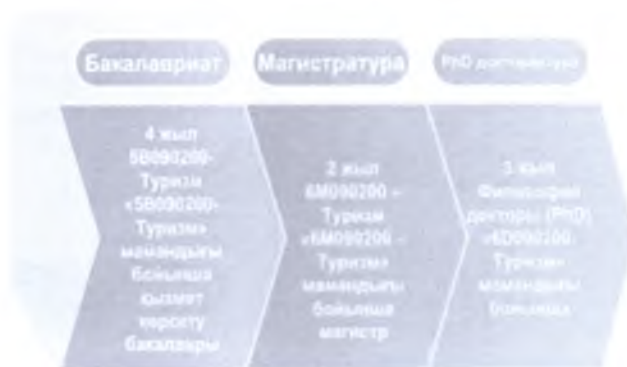 Бакалавриат
Магистратура
PhD докторантура
4 жыл
5В090200-
Туризм
«5В090200-
Туризм»
мамандығы
бойынша
қызмет
көрсету
бакалавры
2 жыл
6М090200 –
Туризм
«6М090200 –
Туризм»
мамандығы
бойынша
магистр
3 жыл
Философия
докторы (PhD)
«6D090200-
Туризм»
мамандығы
бойынша